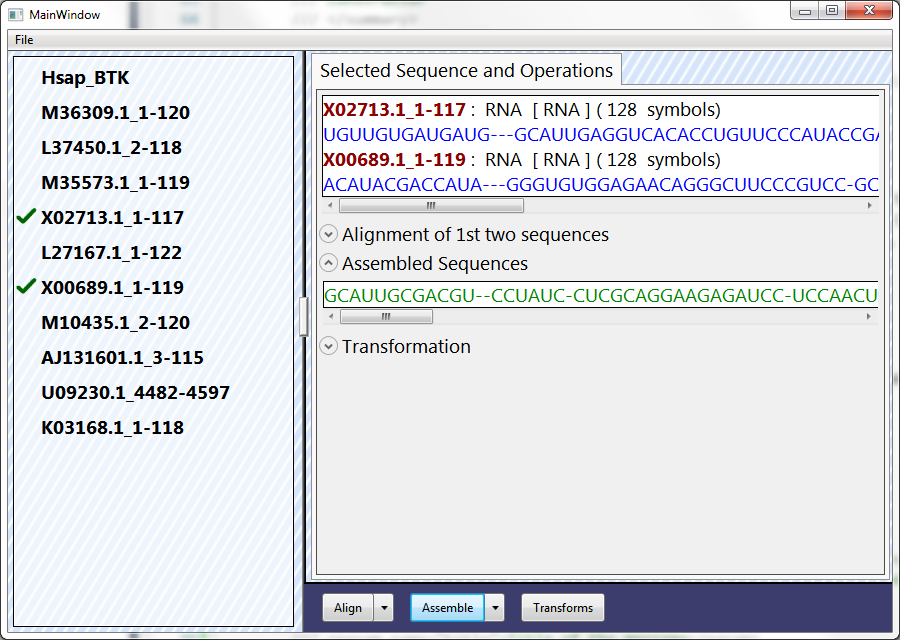 MainWindow
File
Hsap_BTK
M36309.1_1-120
L37450.1_2-118
M35573.1_1-119
X02713.1_1-117
L27167.1_1-122
X00689.1_1-119
M10435.1_2-120
AJ131601.1_3-115
U09230.1_4482-4597
K03168.1_1-118
Selected Sequence and Operations
X02713.1_1-117 : RNA [ RNA ] ( 128 symbols)
UGUUGUGAUGAUG---GCAUUGAGGUCACACCUGUUCCCAUACCGA
X00689.1_1-119 : RNA [ RNA ] ( 128 symbols)
ACAUACGACCAUA---GGGUGUGGAGAACAGGGCUUCCCGUCC-GC
Alignment of 1st two sequences
Assembled Sequences
GCAUUGCGACGU--CCUAUC-CUCGCAGGAAGAGAUCC-UCCAACU
Transformation
Align
Assemble
Transforms